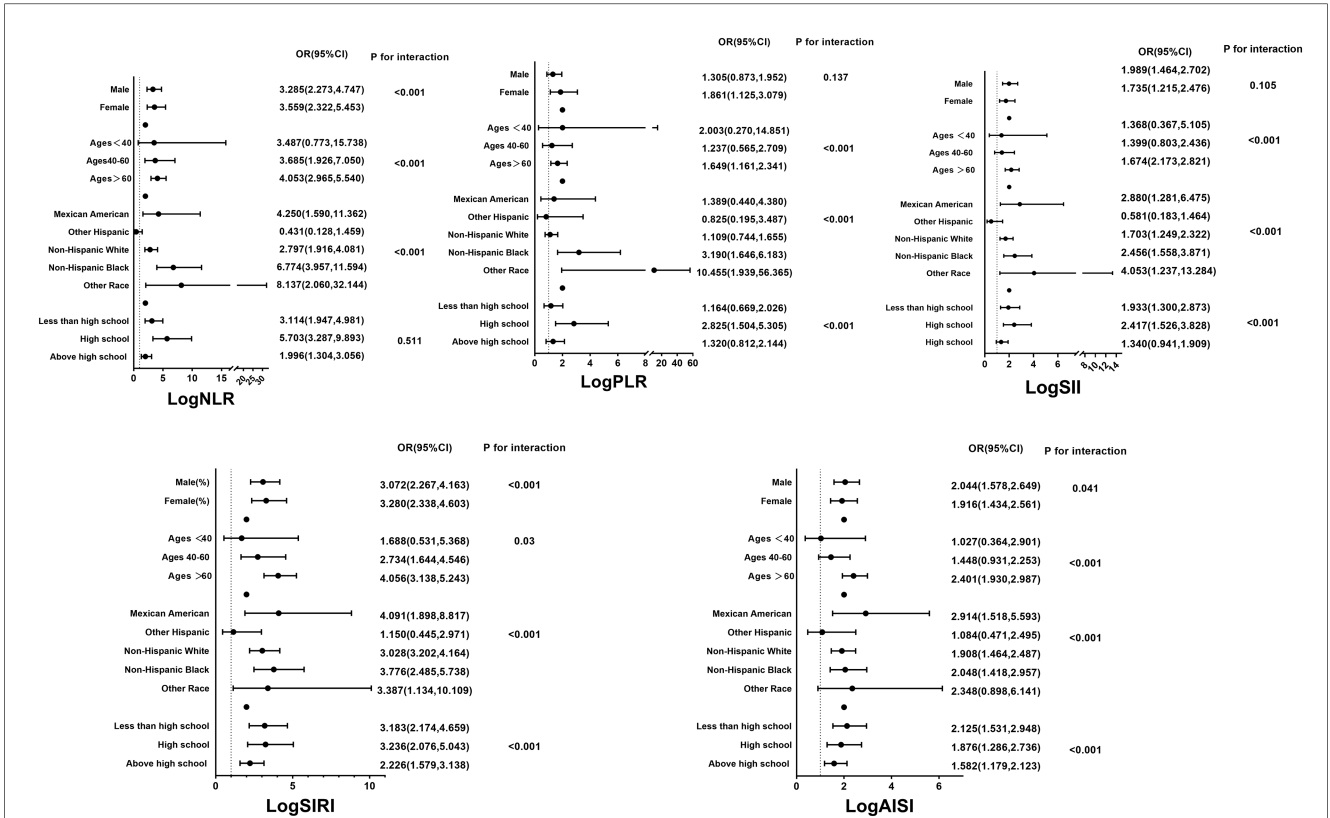 OR(95%CI) P for interaction
Male 3.285(2.273,4.747) <0.001
Female 3.559(2.322,5.453)
Ages<40 3.487(0.773,15.738)
Ages40-60 3.685(1.926,7.050) <0.001
Ages>60 4.053(2.965,5.540)
Mexican American 4.250(1.590,11.362)
Other Hispanic 0.431(0.128,1.459)
Non-Hispanic White 2.797(1.916,4.081) <0.001
Non-Hispanic Black 6.774(3.957,11.594)
Other Race 8.137(2.060,32.144)
Less than high school 3.114(1.947,4.981)
High school 5.703(3.287,9.893) 0.511
Above high school 1.996(1.304,3.056)
0 5 10 15 20 25 30
LogNLR
OR(95%CI) P for interaction
Male 1.305(0.873,1.952) 0.137
Female 1.861(1.125,3.079)
Ages <40 2.003(0.270,14.851)
Ages 40-60 1.237(0.565,2.709) <0.001
Ages>60 1.649(1.161,2.341)
Mexican American 1.389(0.440,4.380)
Other Hispanic 0.825(0.195,3.487) <0.001
Non-Hispanic White 1.109(0.744,1.655)
Non-Hispanic Black 3.190(1.646,6.183)
Other Race 10.455(1.939,56.365)
Less than high school 1.164(0.669,2.026)
High school 2.825(1.504,5.305) <0.001
Above high school 1.320(0.812,2.144)
0 2 4 6 8 20 40 60
LogPLR
OR(95%CI) P for interaction
Male 1.989(1.464,2.702) 0.105
Female 1.735(1.215,2.476)
Ages <40 1.368(0.367,5.105) <0.001
Ages 40-60 1.399(0.803,2.436)
Ages >60 1.674(2.173,2.821)
Mexican American 2.880(1.281,6.475)
Other Hispanic 0.581(0.183,1.464)
Non-Hispanic White 1.703(1.249,2.322) <0.001
Non-Hispanic Black 2.456(1.558,3.871)
Other Race 4.053(1.237,13.284)
Less than high school 1.933(1.300,2.873)
High school 2.417(1.526,3.828) <0.001
High school 1.340(0.941,1.909)
0 2 4 6 8 10 12 14
LogSII
OR(95%CI) P for interaction
Male(%) 3.072(2.267,4.163) <0.001
Female(%) 3.280(2.338,4.603)
Ages <40 1.688(0.531,5.368) 0.03
Ages 40-60 2.734(1.644,4.546)
Ages >60 4.056(3.138,5.243)
Mexican American 4.091(1.898,8.817)
Other Hispanic 1.150(0.445,2.971) <0.001
Non-Hispanic White 3.028(3.202,4.164)
Non-Hispanic Black 3.776(2.485,5.738)
Other Race 3.387(1.134,10.109)
Less than high school 3.183(2.174,4.659)
High school 3.236(2.076,5.043) <0.001
Above high school 2.226(1.579,3.138)
0 5 10
LogSIRI
OR(95%CI) P for interaction
Male 2.044(1.578,2.649) 0.041
Female 1.916(1.434,2.561)
Ages <40 1.027(0.364,2.901)
Ages 40-60 1.448(0.931,2.253) <0.001
Ages >60 2.401(1.930,2.987)
Mexican American 2.914(1.518,5.593)
Other Hispanic 1.084(0.471,2.495) <0.001
Non-Hispanic White 1.908(1.464,2.487)
Non-Hispanic Black 2.048(1.418,2.957)
Other Race 2.348(0.898,6.141)
Less than high school 2.125(1.531,2.948)
High school 1.876(1.286,2.736) <0.001
Above high school 1.582(1.179,2.123)
0 2 4 6
LogAISI